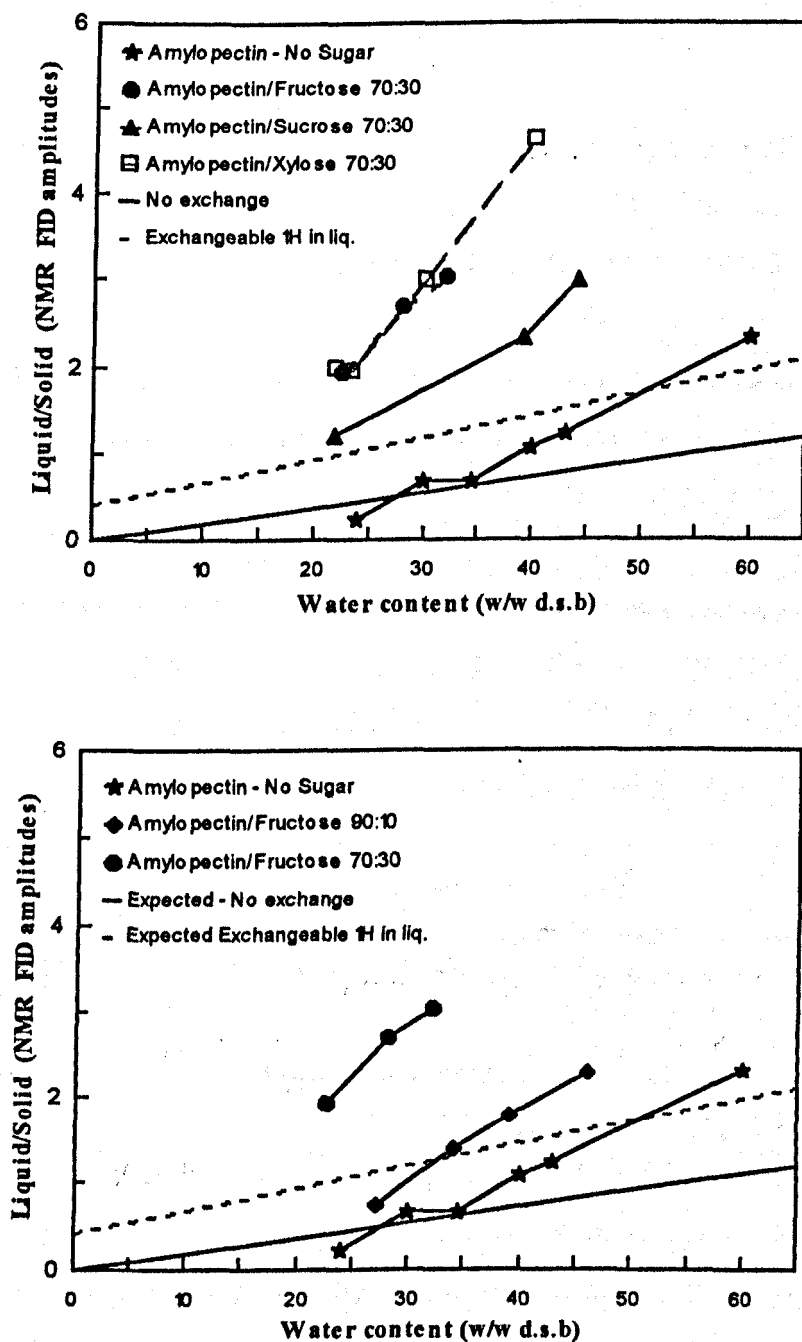 6
Amylopectin - No Sugar
Amylopectin/Fructose 70:30
Amylopectin/Sucrose 70:30
Amylopectin/Xylose 70:30
No exchange
Exchangeable 1H in liq.
4
2
0
Liquid/Solid (NMR FID amplitudes)
0 10 20 30 40 50 60
Water content (w/w d.s.b)
6
Amylopectin - No Sugar
Amylopectin/Fructose 90:10
Amylopectin/Fructose 70:30
Expected - No exchange
Expected Exchangeable 1H in liq.
4
2
0
Liquid/Solid (NMR FID amplitudes)
0 10 20 30 40 50 60
Water content (w/w d.s.b)